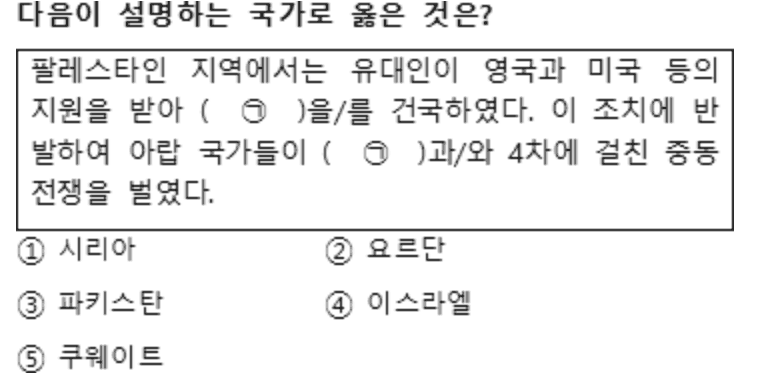 다음이 설명하는 국가로 옳은 것은?
팔레스타인 지역에서는 유대인이 영국과 미국 등의
지원을 받아 ( ㉠ )을/를 건국하였다. 이 조치에 반
발하여 아랍 국가들이 ( ㉠ )과/와 4차에 걸친 중동
전쟁을 벌였다.
① 시리아 ② 요르단
③ 파키스탄 ④ 이스라엘
⑤ 쿠웨이트